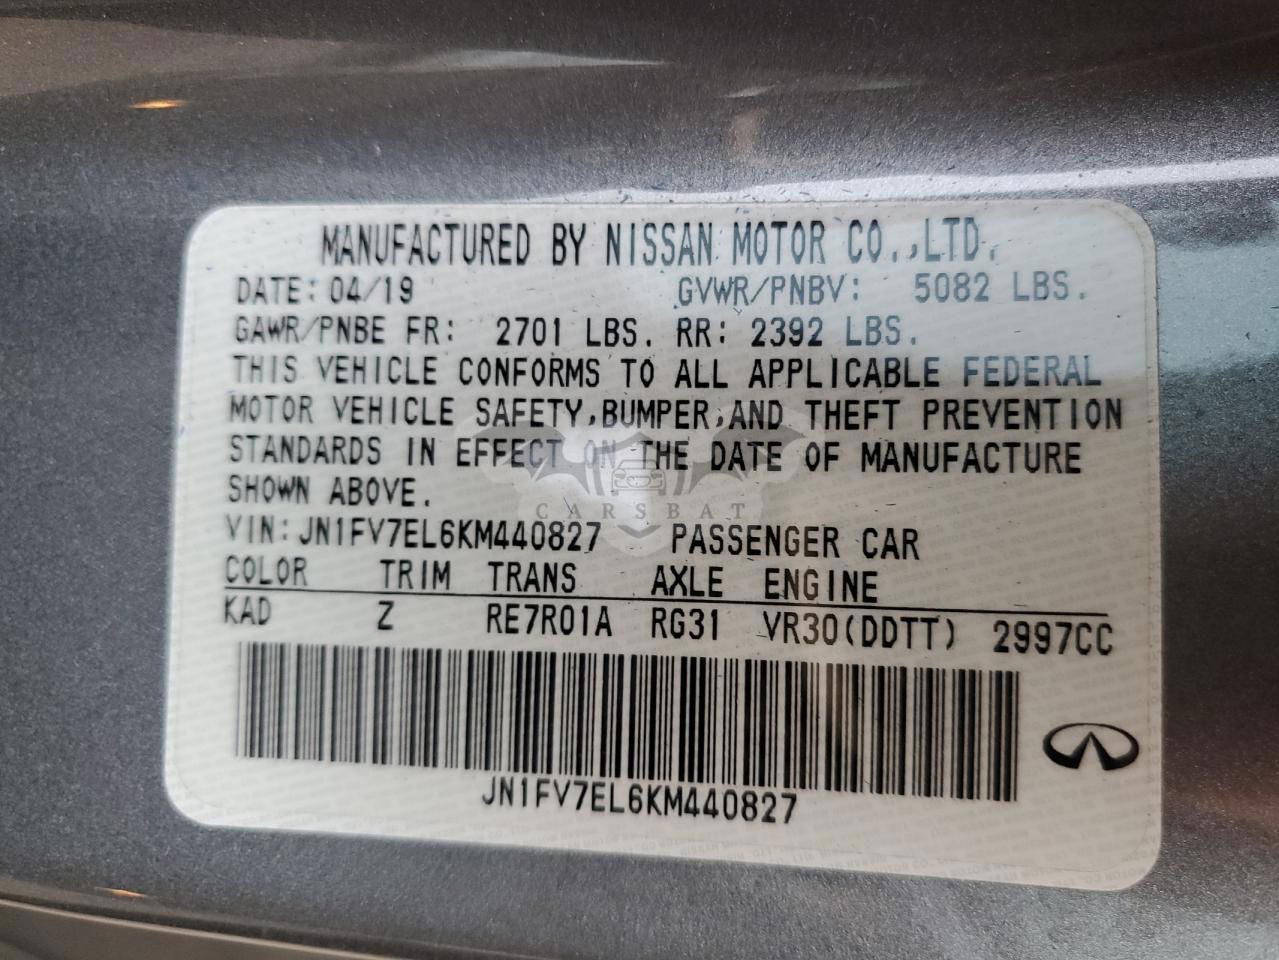 MANUFACTURED BY NISSAN MOTOR CO.,LTD.
DATE: 04/19 GVWR/PNBV: 5082 LBS.
GAWR/PNBE FR: 2701 LBS. RR: 2392 LBS.
THIS VEHICLE CONFORMS TO ALL APPLICABLE FEDERAL
MOTOR VEHICLE SAFETY,BUMPER,AND THEFT PREVENTION
STANDARDS IN EFFECT ON THE DATE OF MANUFACTURE
SHOWN ABOVE.
CARSBAT
VIN:JN1FV7EL6KM440827 PASSENGER CAR
COLOR TRIM TRANS AXLE ENGINE
KAD Z RE7R01A RG31 VR30(DDTT) 2997CC
JN1FV7EL6KM440827